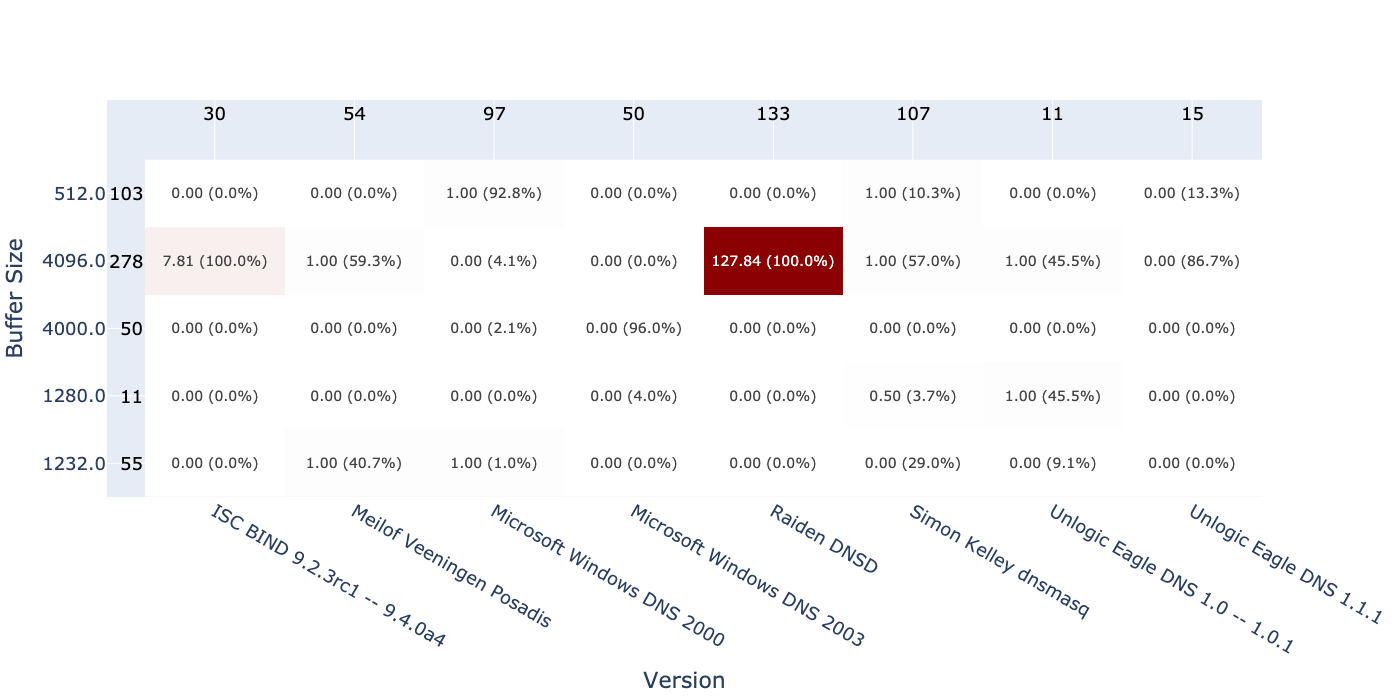 30 54 97 50 133 107 11 15
512.0 103 0.00 (0.0%) 0.00 (0.0%) 1.00 (92.8%) 0.00 (0.0%) 0.00 (0.0%) 1.00 (10.3%) 0.00 (0.0%) 0.00 (13.3%)
4096.0 278 7.81 (100.0%) 1.00 (59.3%) 0.00 (4.1%) 0.00 (0.0%) 127.84 (100.0%) 1.00 (57.0%) 1.00 (45.5%) 0.00 (86.7%)
4000.0 50 0.00 (0.0%) 0.00 (0.0%) 0.00 (2.1%) 0.00 (96.0%) 0.00 (0.0%) 0.00 (0.0%) 0.00 (0.0%) 0.00 (0.0%)
1280.0 11 0.00 (0.0%) 0.00 (0.0%) 0.00 (0.0%) 0.00 (4.0%) 0.00 (0.0%) 0.50 (3.7%) 1.00 (45.5%) 0.00 (0.0%)
1232.0 55 0.00 (0.0%) 1.00 (40.7%) 1.00 (1.0%) 0.00 (0.0%) 0.00 (0.0%) 0.00 (29.0%) 0.00 (9.1%) 0.00 (0.0%)
Buffer Size
ISC BIND 9.2.3rc1 -- 9.4.0a4
Meilof Veeningen Posadis
Microsoft Windows DNS 2000
Microsoft Windows DNS 2003
Raiden DNSD
Simon Kelley dnsmasq
Unlogic Eagle DNS 1.0 -- 1.0.1
Unlogic Eagle DNS 1.1.1
Version